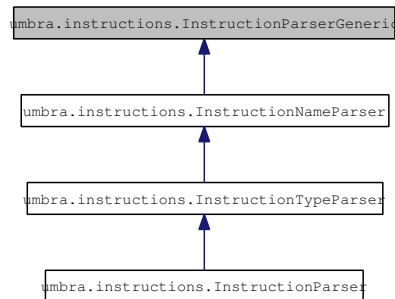 umbra.instructions.InstructionParserGeneric
umbra.instructions.InstructionNameParser
umbra.instructions.InstructionTypeParser
umbra.instructions.InstructionParser